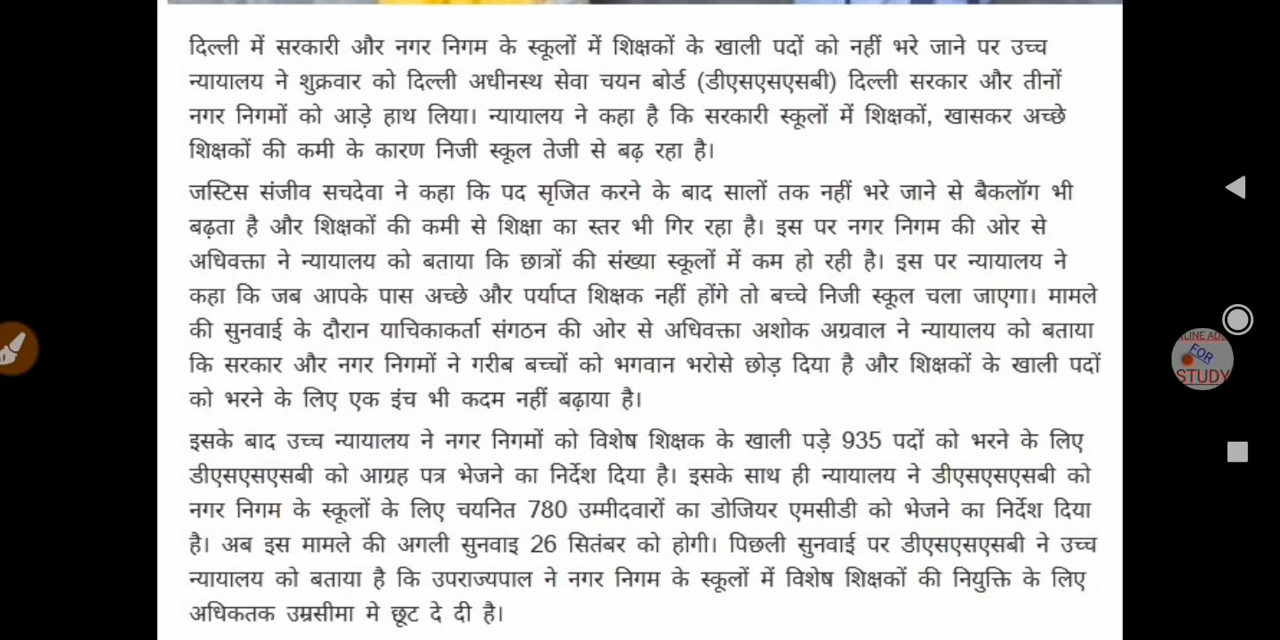 दिल्ली में सरकारी और नगर निगम के स्कूलों में शिक्षकों के खाली पदों को नहीं भरे जाने पर उच्च
न्यायालय ने शुक्रवार को दिल्ली अधीनस्थ सेवा चयन बोर्ड (डीएसएसएसबी) दिल्ली सरकार और तीनों
नगर निगमों को आड़े हाथ लिया। न्यायालय ने कहा है कि सरकारी स्कूलों में शिक्षकों, खासकर अच्छे
शिक्षकों की कमी के कारण निजी स्कूल तेजी से बढ़ रहा है।
जस्टिस संजीव सचदेवा ने कहा कि पद सृजित करने के बाद सालों तक नहीं भरे जाने से बैकलॉग भी
बढ़ता है और शिक्षकों की कमी से शिक्षा का स्तर भी गिर रहा है। इस पर नगर निगम की ओर से
अधिवक्ता ने न्यायालय को बताया कि छात्रों की संख्या स्कूलों में कम हो रही है। इस पर न्यायालय ने
कहा कि जब आपके पास अच्छे और पर्याप्त शिक्षक नहीं होंगे तो बच्चे निजी स्कूल चला जाएगा। मामले
की सुनवाई के दौरान याचिकाकर्ता संगठन की ओर से अधिवक्ता अशोक अग्रवाल ने न्यायालय को बताया
कि सरकार और नगर निगमों ने गरीब बच्चों को भगवान भरोसे छोड़ दिया है और शिक्षकों के खाली पदों
को भरने के लिए एक इंच भी कदम नहीं बढ़ाया है।
इसके बाद उच्च न्यायालय ने नगर निगमों को विशेष शिक्षक के खाली पड़े 935 पदों को भरने के लिए
डीएसएसएसबी को आग्रह पत्र भेजने का निर्देश दिया है। इसके साथ ही न्यायालय ने डीएसएसएसबी को
नगर निगम के स्कूलों के लिए चयनित 780 उम्मीदवारों का डोजियर एमसीडी को भेजने का निर्देश दिया
है। अब इस मामले की अगली सुनवाइ 26 सितंबर को होगी। पिछली सुनवाई पर डीएसएसएसबी ने उच्च
न्यायालय को बताया है कि उपराज्यपाल ने नगर निगम के स्कूलों में विशेष शिक्षकों की नियुक्ति के लिए
अधिकतक उम्रसीमा मे छूट दे दी है।
FOR
STUDY